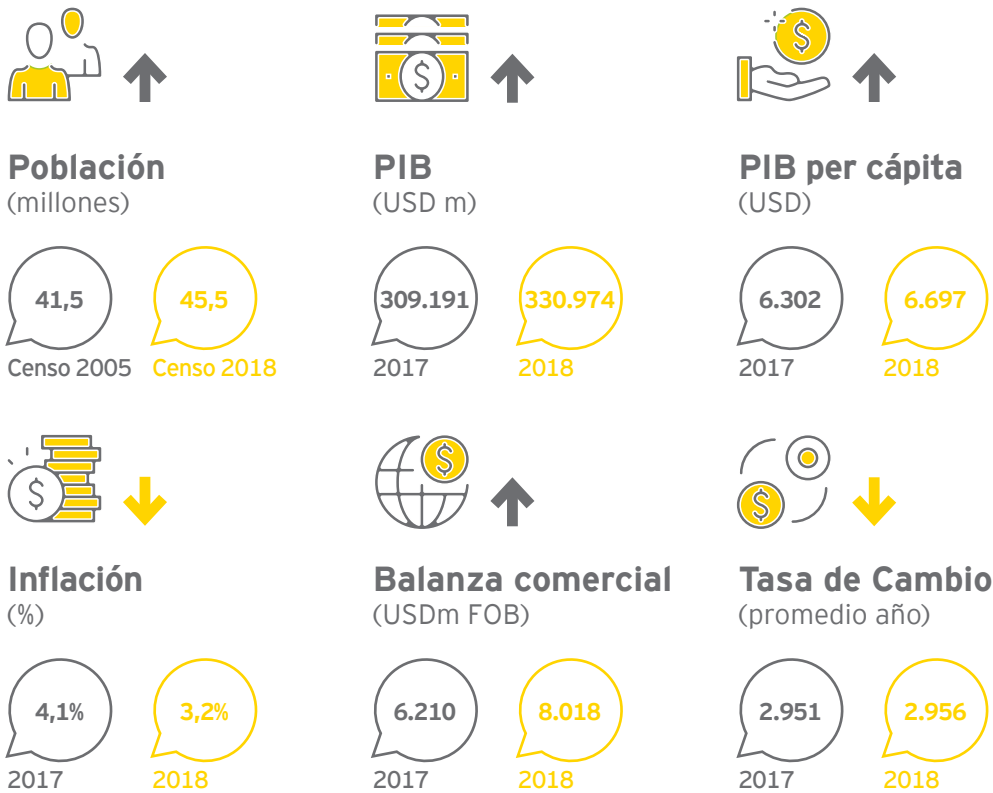 Población
(millones)
41,5
45,5
Censo 2005
Censo 2018
PIB
(USD m)
309.191
330.974
2017
2018
PIB per cápita
(USD)
6.302
6.697
2017
2018
Inflación
(%)
4,1%
3,2%
2017
2018
Balanza comercial
(USDm FOB)
6.210
8.018
2017
2018
Tasa de Cambio
(promedio año)
2.951
2.956
2017
2018